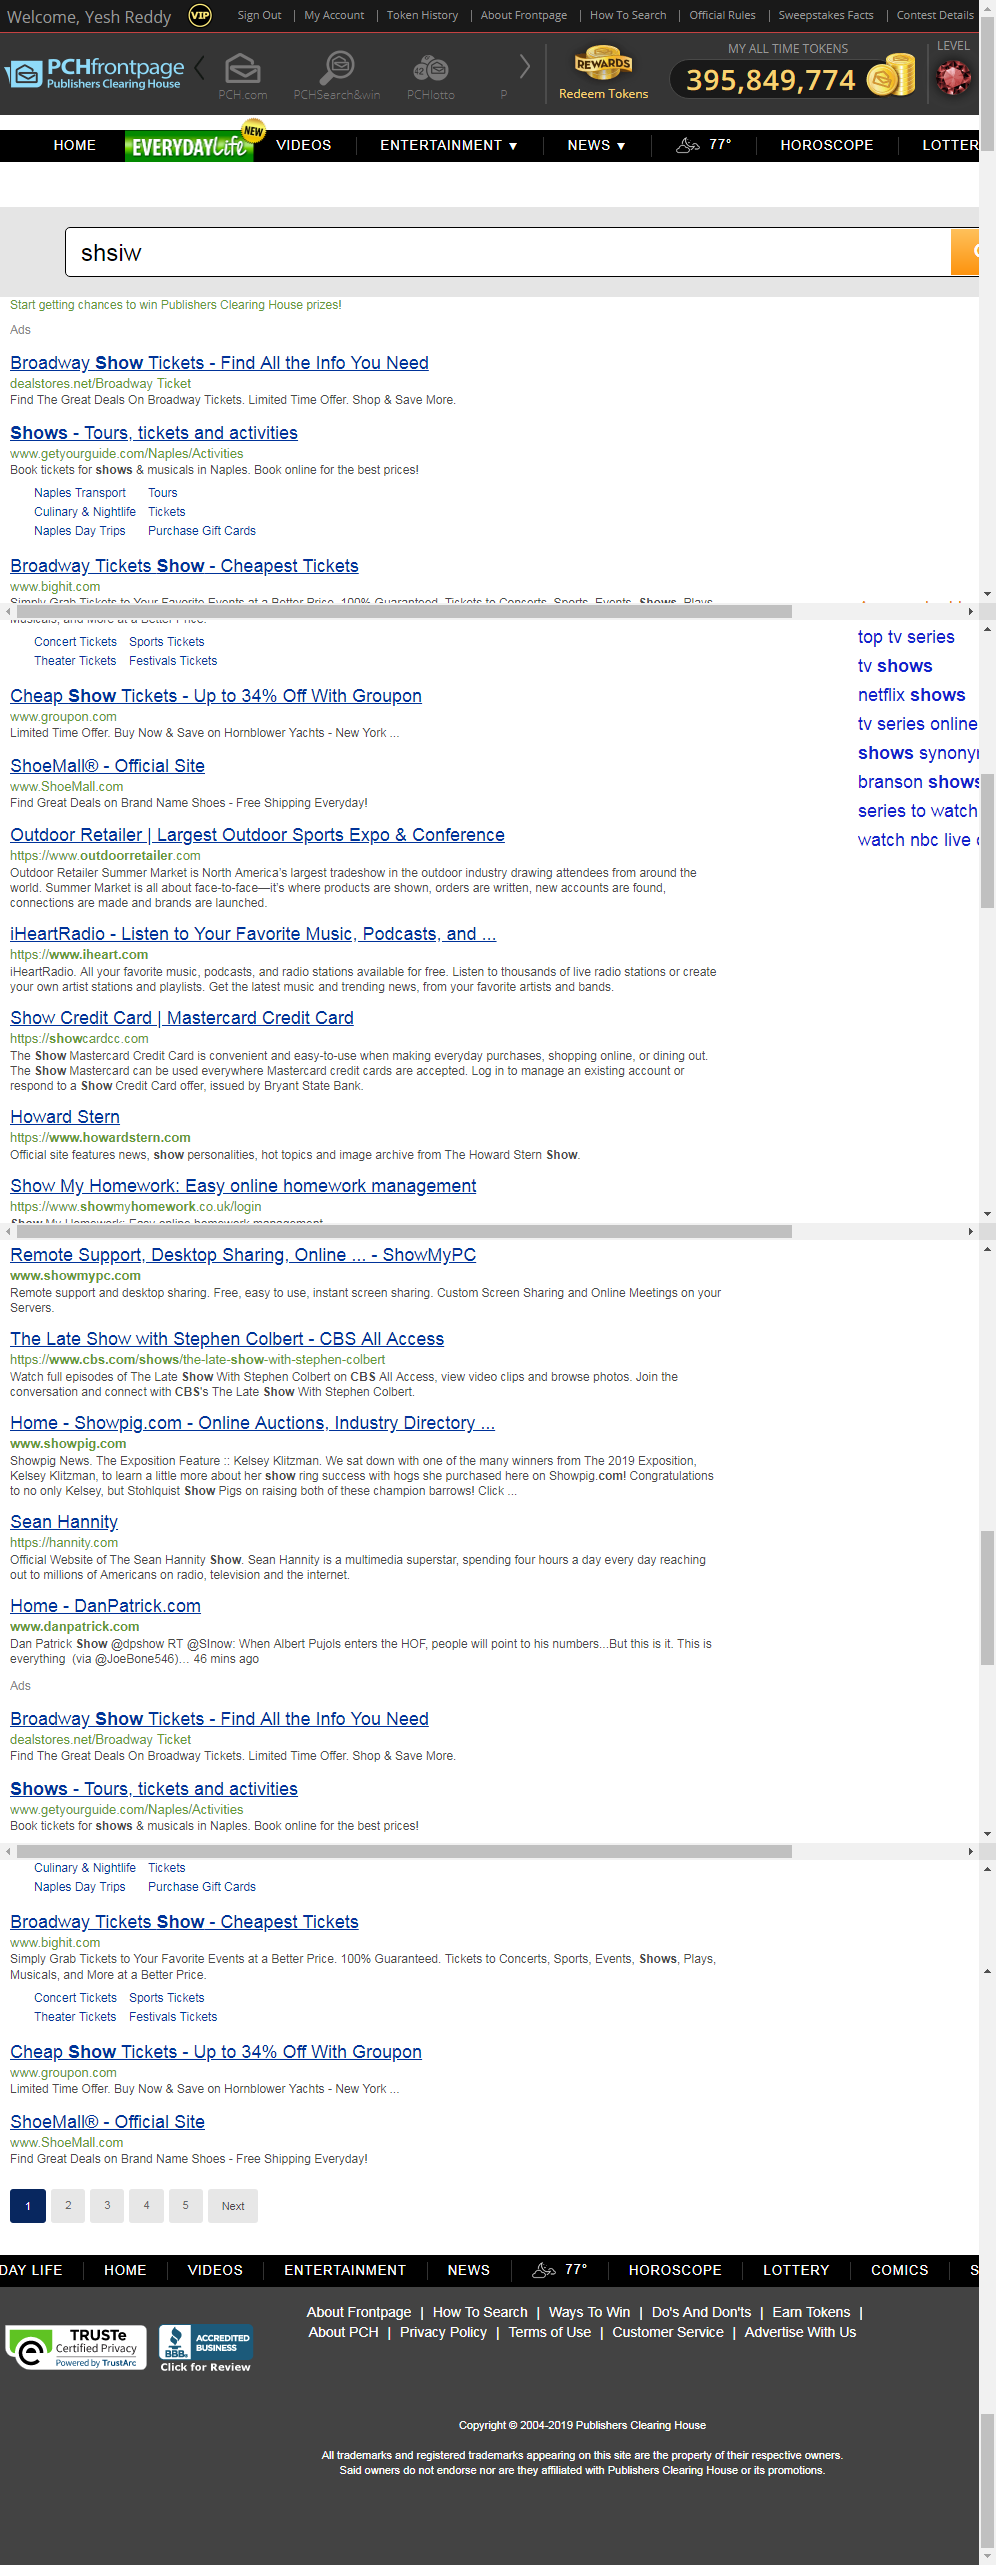 Welcome, Yesh Reddy VIP Sign Out | My Account | Token History | About Frontpage | How To Search | Official Rules | Sweepstakes Facts | Contest Details
PCHfrontpage
Publishers Clearing House
PCH.com PCHSearch&win PCHlotto P
REWARDS
Redeem Tokens
MY ALL TIME TOKENS
395,849,774
LEVEL
HOME EVERYDAY Life NEW VIDEOS ENTERTAINMENT ▼ NEWS ▼ 77° HOROSCOPE LOTTER
shsiw
Start getting chances to win Publishers Clearing House prizes!
Ads
Broadway Show Tickets - Find All the Info You Need
dealstores.net/Broadway Ticket
Find The Great Deals On Broadway Tickets. Limited Time Offer. Shop & Save More.
Shows - Tours, tickets and activities
www.getyourguide.com/Naples/Activities
Book tickets for shows & musicals in Naples. Book online for the best prices!
Naples Transport Tours
Culinary & Nightlife Tickets
Naples Day Trips Purchase Gift Cards
Broadway Tickets Show - Cheapest Tickets
www.bighit.com
Simply Grab Tickets to Your Favorite Events at a Better Price. 100% Guaranteed. Tickets to Concerts, Sports, Events, Shows, Plays,
Musicals, and More at a Better Price.
Concert Tickets Sports Tickets
Theater Tickets Festivals Tickets
Cheap Show Tickets - Up to 34% Off With Groupon
www.groupon.com
Limited Time Offer. Buy Now & Save on Hornblower Yachts - New York ...
ShoeMall® - Official Site
www.ShoeMall.com
Find Great Deals on Brand Name Shoes - Free Shipping Everyday!
top tv series
tv shows
netflix shows
tv series online
shows synony
branson shows
series to watch
watch nbc live
Outdoor Retailer | Largest Outdoor Sports Expo & Conference
https://www.outdoorretailer.com
Outdoor Retailer Summer Market is North America's largest tradeshow in the outdoor industry drawing attendees from around the
world. Summer Market is all about face-to-face—it's where products are shown, orders are written, new accounts are found,
connections are made and brands are launched.
iHeartRadio - Listen to Your Favorite Music, Podcasts, and ...
https://www.iheart.com
iHeartRadio. All your favorite music, podcasts, and radio stations available for free. Listen to thousands of live radio stations or create
your own artist stations and playlists. Get the latest music and trending news, from your favorite artists and bands.
Show Credit Card | Mastercard Credit Card
https://showcardcc.com
The Show Mastercard Credit Card is convenient and easy-to-use when making everyday purchases, shopping online, or dining out.
The Show Mastercard can be used everywhere Mastercard credit cards are accepted. Log in to manage an existing account or
respond to a Show Credit Card offer, issued by Bryant State Bank.
Howard Stern
https://www.howardstern.com
Official site features news, show personalities, hot topics and image archive from The Howard Stern Show.
Show My Homework: Easy online homework management
https://www.showmyhomework.co.uk/login
Show My Homework: Easy online homework management
Remote Support, Desktop Sharing, Online ... - ShowMyPC
www.showmypc.com
Remote support and desktop sharing. Free, easy to use, instant screen sharing. Custom Screen Sharing and Online Meetings on your
Servers.
The Late Show with Stephen Colbert - CBS All Access
https://www.cbs.com/shows/the-late-show-with-stephen-colbert
Watch full episodes of The Late Show With Stephen Colbert on CBS All Access, view video clips and browse photos. Join the
conversation and connect with CBS's The Late Show With Stephen Colbert.
Home - Showpig.com - Online Auctions, Industry Directory ...
www.showpig.com
Showpig News. The Exposition Feature :: Kelsey Klitzman. We sat down with one of the many winners from The 2019 Exposition,
Kelsey Klitzman, to learn a little more about her show ring success with hogs she purchased here on Showpig.com! Congratulations
to no only Kelsey, but Stohlquist Show Pigs on raising both of these champion barrows! Click ...
Sean Hannity
https://hannity.com
Official Website of The Sean Hannity Show. Sean Hannity is a multimedia superstar, spending four hours a day every day reaching
out to millions of Americans on radio, television and the internet.
Home - DanPatrick.com
www.danpatrick.com
Dan Patrick Show @dpshow RT @SInow: When Albert Pujols enters the HOF, people will point to his numbers...But this is it. This is
everything (via @JoeBone546)... 46 mins ago
Ads
Broadway Show Tickets - Find All the Info You Need
dealstores.net/Broadway Ticket
Find The Great Deals On Broadway Tickets. Limited Time Offer. Shop & Save More.
Shows - Tours, tickets and activities
www.getyourguide.com/Naples/Activities
Book tickets for shows & musicals in Naples. Book online for the best prices!
Culinary & Nightlife Tickets
Naples Day Trips Purchase Gift Cards
Broadway Tickets Show - Cheapest Tickets
www.bighit.com
Simply Grab Tickets to Your Favorite Events at a Better Price. 100% Guaranteed. Tickets to Concerts, Sports, Events, Shows, Plays,
Musicals, and More at a Better Price.
Concert Tickets Sports Tickets
Theater Tickets Festivals Tickets
Cheap Show Tickets - Up to 34% Off With Groupon
www.groupon.com
Limited Time Offer. Buy Now & Save on Hornblower Yachts - New York ...
ShoeMall® - Official Site
www.ShoeMall.com
Find Great Deals on Brand Name Shoes - Free Shipping Everyday!
1 2 3 4 5 Next
DAY LIFE HOME VIDEOS ENTERTAINMENT NEWS 77° HOROSCOPE LOTTERY COMICS S
About Frontpage | How To Search | Ways To Win | Do's And Don'ts | Earn Tokens |
About PCH | Privacy Policy | Terms of Use | Customer Service | Advertise With Us
TRUSTe
Certified Privacy
Powered by TrustArc
BBB. ACCREDITED BUSINESS
Click for Review
Copyright © 2004-2019 Publishers Clearing House
All trademarks and registered trademarks appearing on this site are the property of their respective owners.
Said owners do not endorse nor are they affiliated with Publishers Clearing House or its promotions.